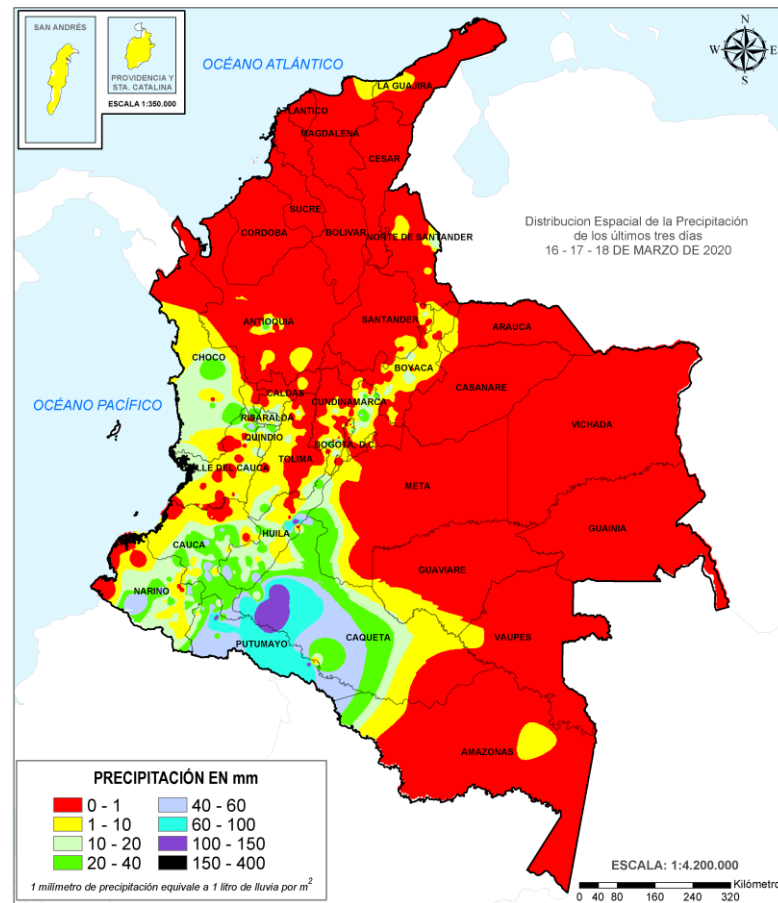 SAN ANDRÉS
PROVIDENCIA Y
STA. CATALINA
ESCALA 1:350.000
OCÉANO ATLÁNTICO
N
W
E
S
LA GUAJIRA
ATLANTICO
MAGDALENA
CESAR
SUCRE
CORDOBA
BOLIVAR
NORTE DE SANTANDER
Distribucion Espacial de la Precipitación
de los últimos tres días
16 - 17 - 18 DE MARZO DE 2020
ANTIOQUIA
SANTANDER
ARAUCA
CHOCO
BOYACA
CASANARE
OCÉANO PACÍFICO
CALDAS
CUNDINAMARCA
RISARALDA
VICHADA
QUINDIO
BOGOTA, D.C.
VALLE DEL CAUCA
TOLIMA
META
GUAINIA
HUILA
CAUCA
GUAVIARE
NARINO
CAQUETA
VAUPES
PUTUMAYO
AMAZONAS
PRECIPITACIÓN EN mm
0 - 1
40 - 60
1 - 10
60 - 100
10 - 20
100 - 150
20 - 40
150 - 400
1 milímetro de precipitación equivale a 1 litro de lluvia por m²
ESCALA: 1:4.200.000
Kilómetro
0 40 80 160 240 320